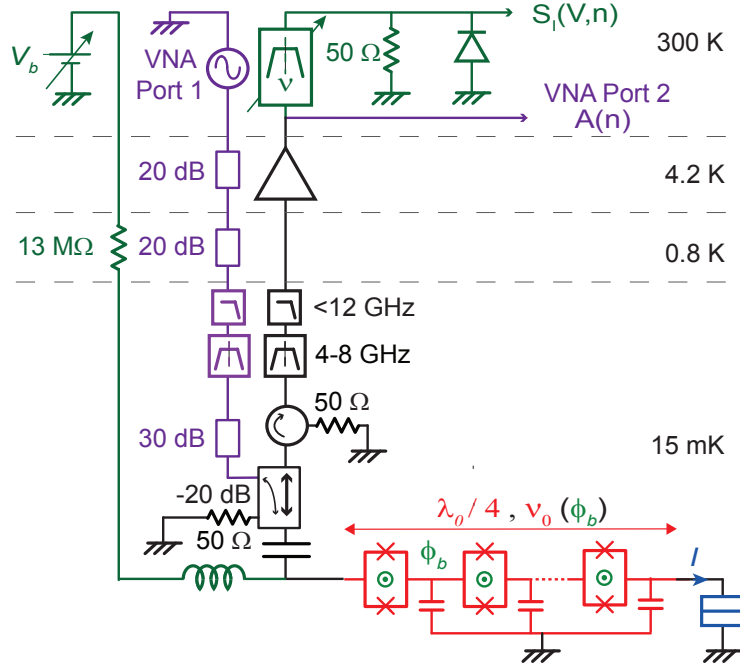 S_I(V,n)
300 K
V_b
VNA
Port 1
50 Ω
ν
VNA Port 2
A(n)
20 dB
4.2 K
13 MΩ
20 dB
0.8 K
<12 GHz
4-8 GHz
50 Ω
30 dB
15 mK
-20 dB
50 Ω
λ_0 / 4 , ν_0 (ϕ_b)
ϕ_b
I